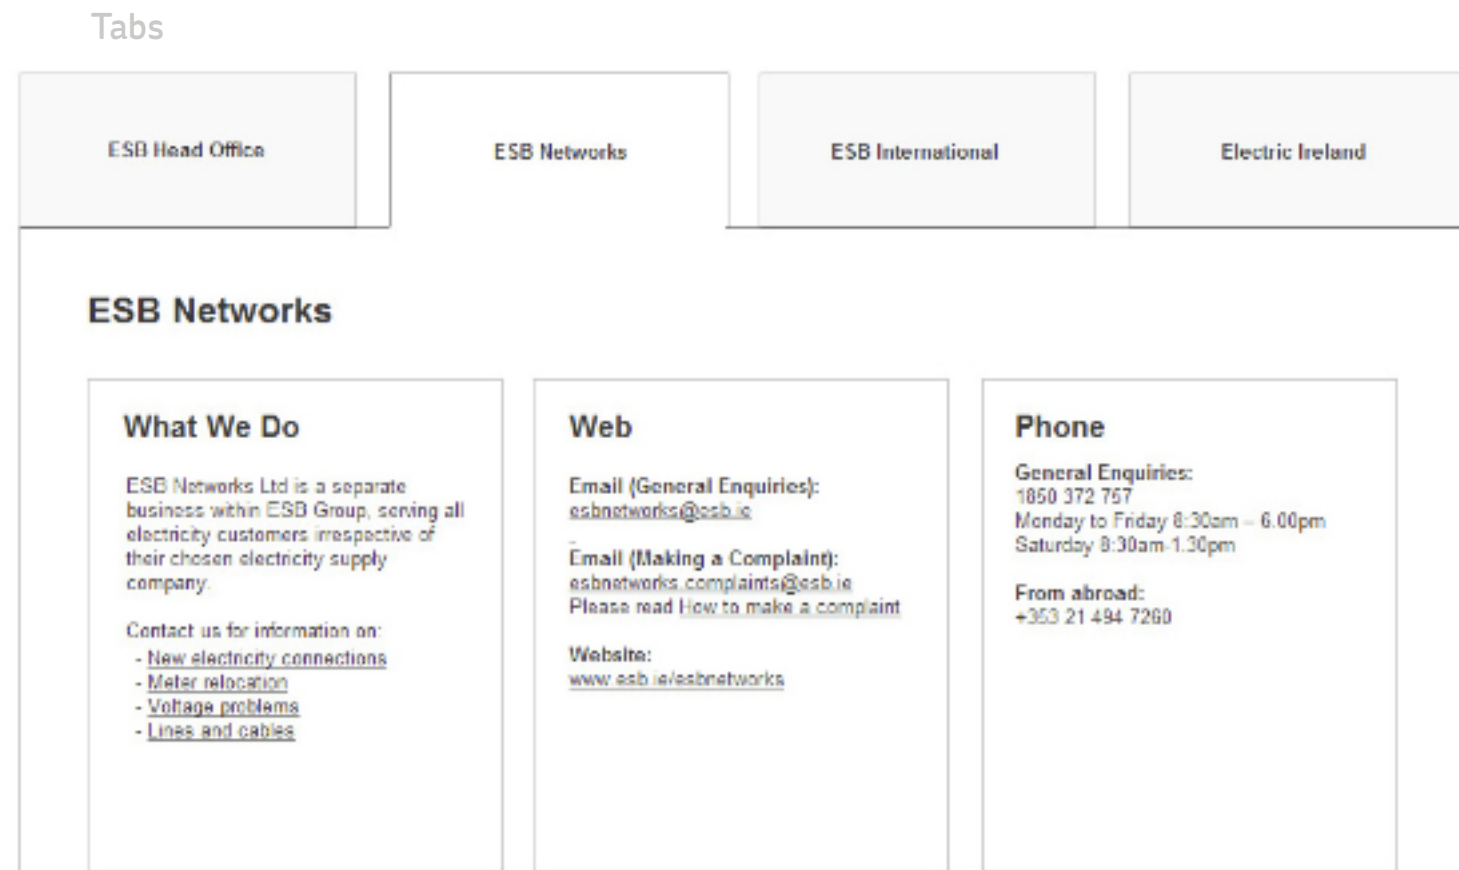 Tabs
ESB Head Office
ESB Networks
ESB International
Electric Ireland
ESB Networks
What We Do
ESB Networks Ltd is a separate
business within ESB Group, serving all
electricity customers irrespective of
their chosen electricity supply
company.
Contact us for information on:
- New electricity connections
- Meter relocation
- Voltage problems
- Lines and cables
Web
Email (General Enquiries):
esbnetworks@esb.ie
Email (Making a Complaint):
esbnetworks.complaints@esb.ie
Please read How to make a complaint
Website:
www.esb.ie/esbnetworks
Phone
General Enquiries:
1850 372 757
Monday to Friday 8:30am – 6.00pm
Saturday 8:30am-1.30pm
From abroad:
+353 21 494 7260